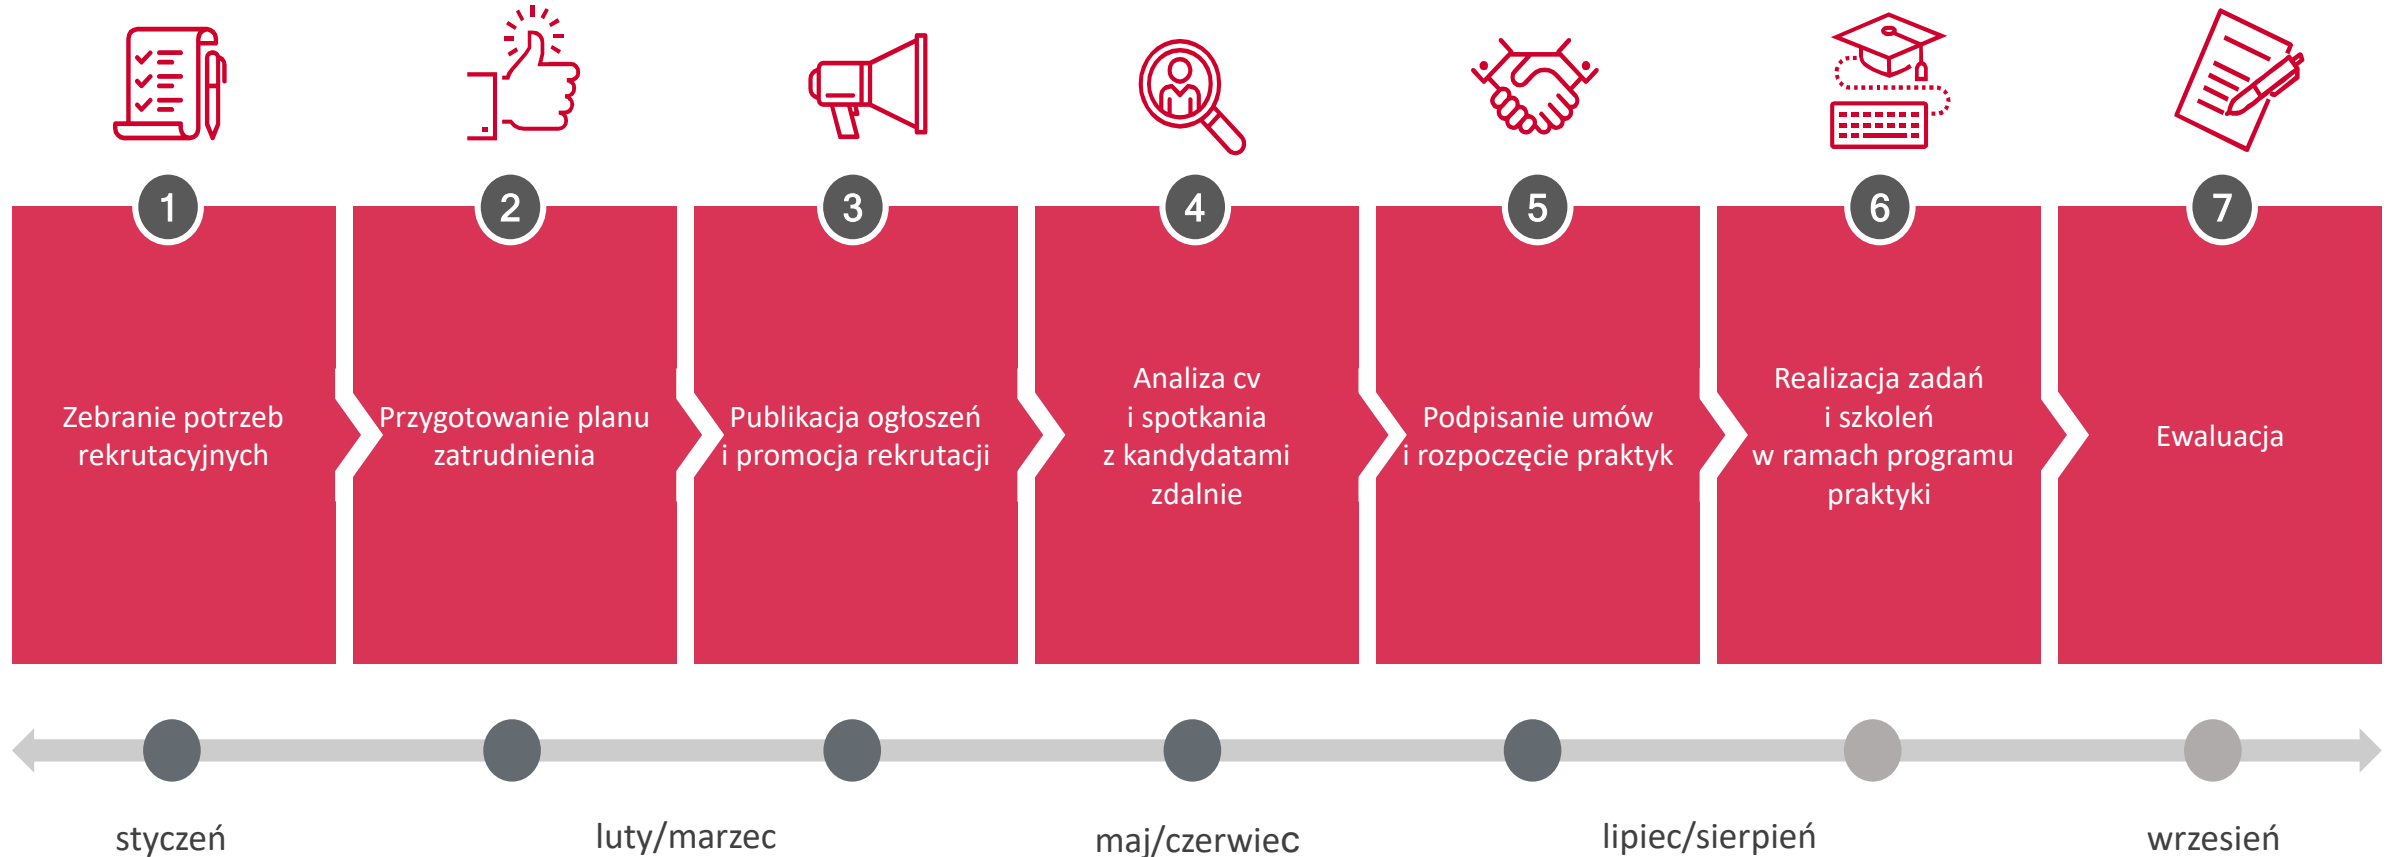 1
Zebranie potrzeb
rekrutacyjnych
2
Przygotowanie planu
zatrudnienia
3
Publikacja ogłoszeń
i promocja rekrutacji
4
Analiza cv
i spotkania
z kandydatami
zdalnie
5
Podpisanie umów
i rozpoczęcie praktyk
6
Realizacja zadań
i szkoleń
w ramach programu
praktyki
7
Ewaluacja
styczeń
luty/marzec
maj/czerwiec
lipiec/sierpień
wrzesień